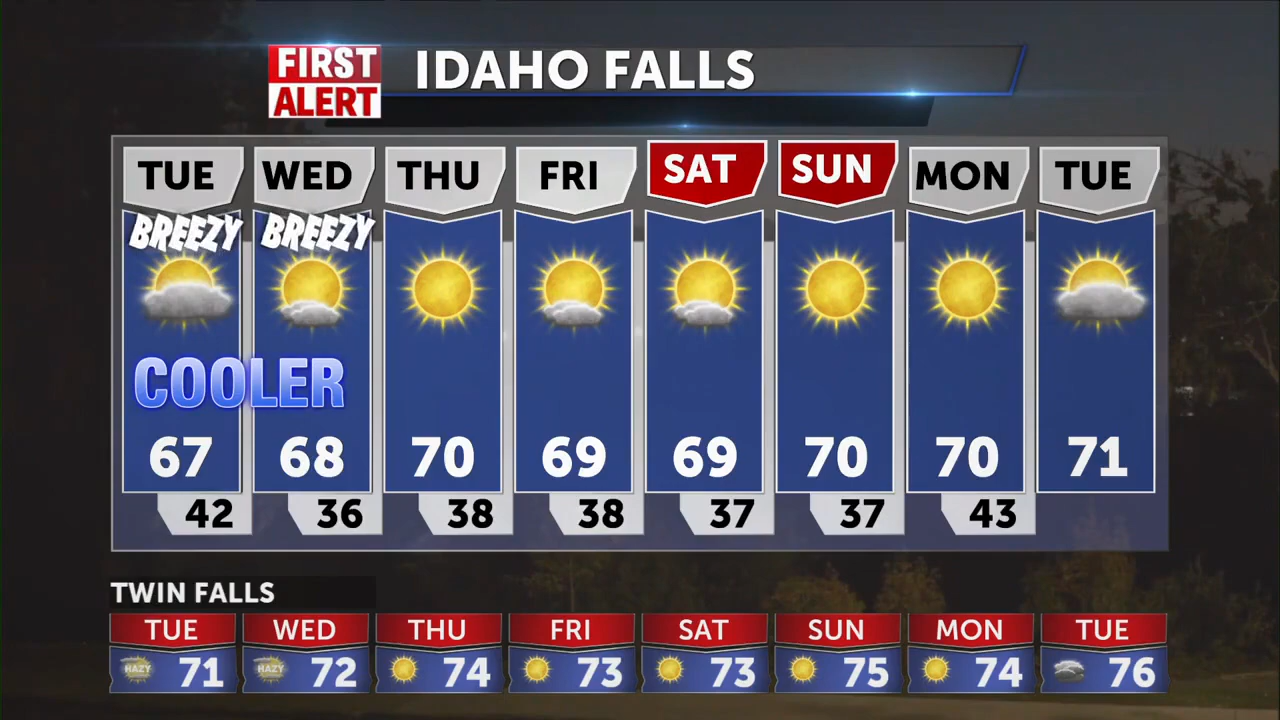 FIRST ALERT
IDAHO FALLS
TUE WED THU FRI SAT SUN MON TUE
BREEZY BREEZY
COOLER
67 68 70 69 69 70 70 71
42 36 38 38 37 37 43
TWIN FALLS
TUE WED THU FRI SAT SUN MON TUE
HAZY 71 HAZY 72 74 73 73 75 74 76